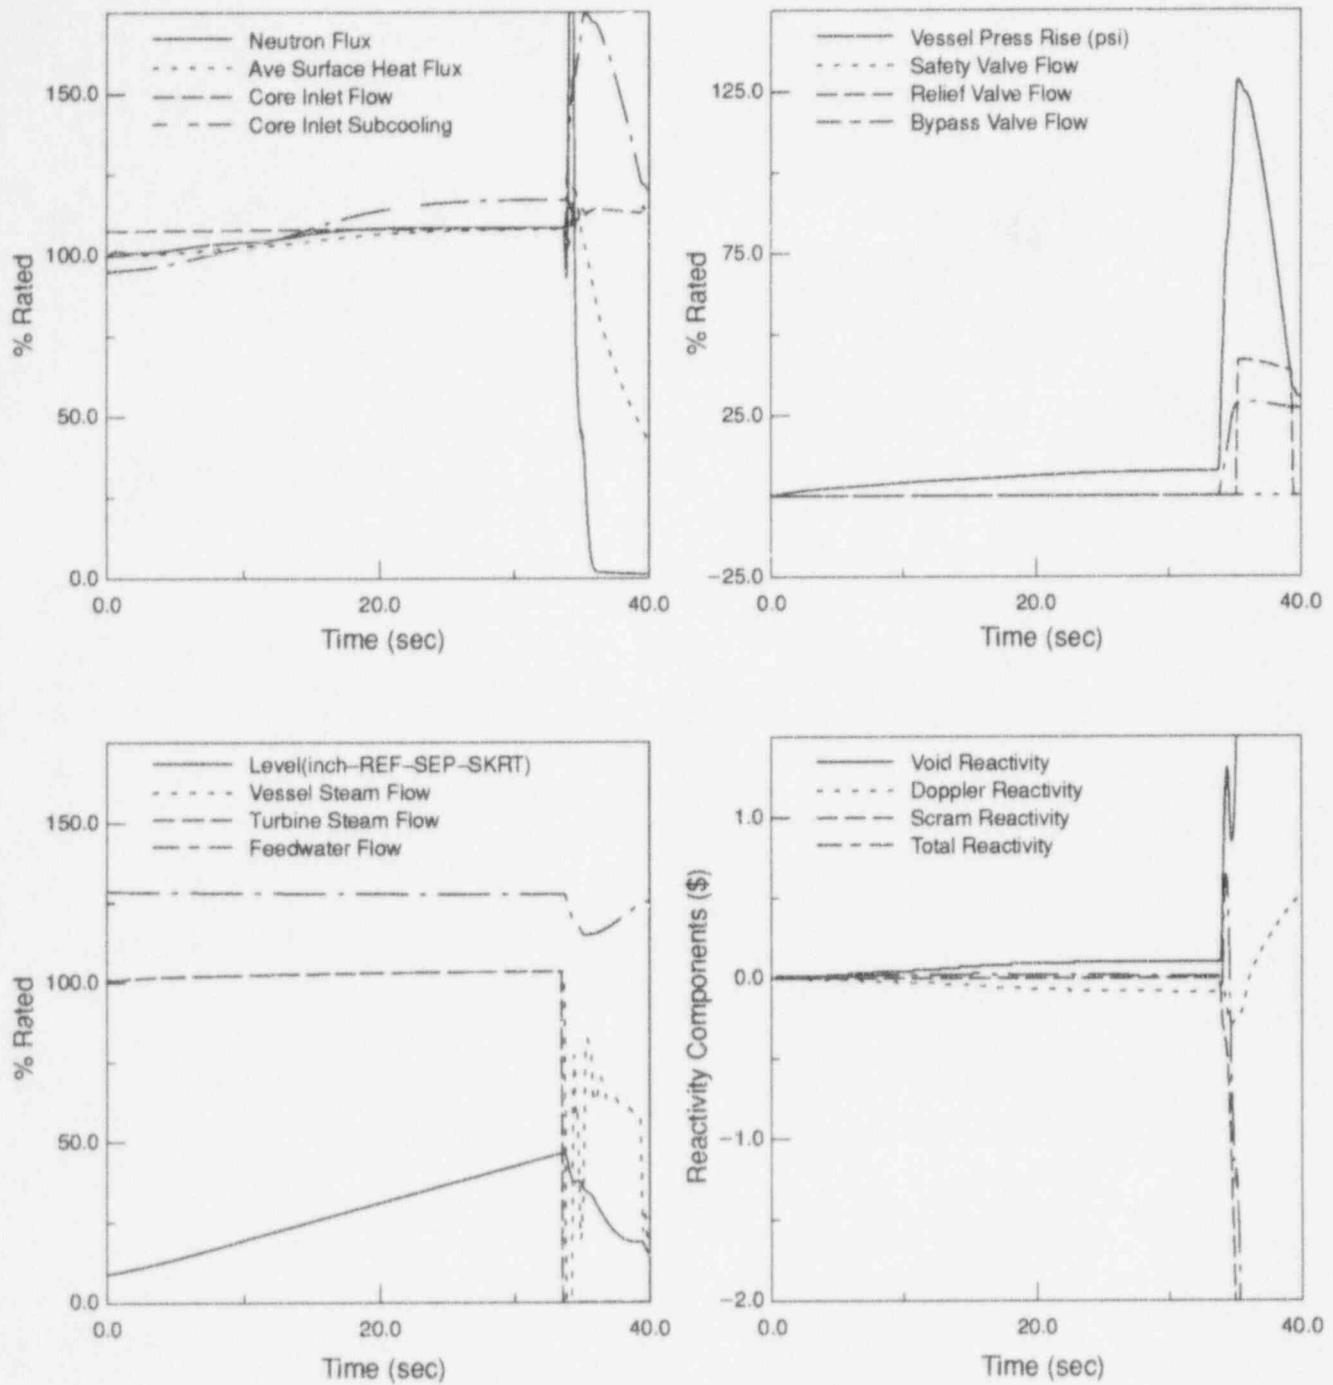 Neutron Flux
Ave Surface Heat Flux
Core Inlet Flow
Core Inlet Subcooling
150.0
100.0
50.0
0.0
% Rated
0.0 20.0 40.0
Time (sec)
Vessel Press Rise (psi)
Safety Valve Flow
Relief Valve Flow
Bypass Valve Flow
125.0
75.0
25.0
−25.0
% Rated
0.0 20.0 40.0
Time (sec)
Level(inch–REF–SEP–SKRT)
Vessel Steam Flow
Turbine Steam Flow
Feedwater Flow
150.0
100.0
50.0
0.0
% Rated
0.0 20.0 40.0
Time (sec)
Void Reactivity
Doppler Reactivity
Scram Reactivity
Total Reactivity
1.0
0.0
−1.0
−2.0
Reactivity Components ($)
0.0 20.0 40.0
Time (sec)